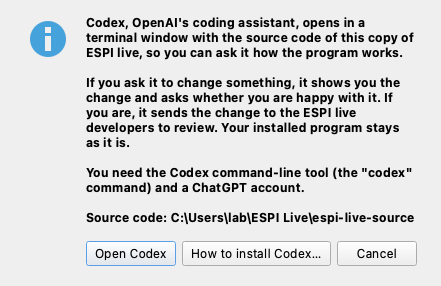 Codex, OpenAI's coding assistant, opens in a
terminal window with the source code of this copy of
ESPI live, so you can ask it how the program works.
If you ask it to change something, it shows you the
change and asks whether you are happy with it. If
you are, it sends the change to the ESPI live
developers to review. Your installed program stays
as it is.
You need the Codex command-line tool (the "codex"
command) and a ChatGPT account.
Source code: C:\Users\lab\ESPI Live\espi-live-source
Open Codex
How to install Codex...
Cancel